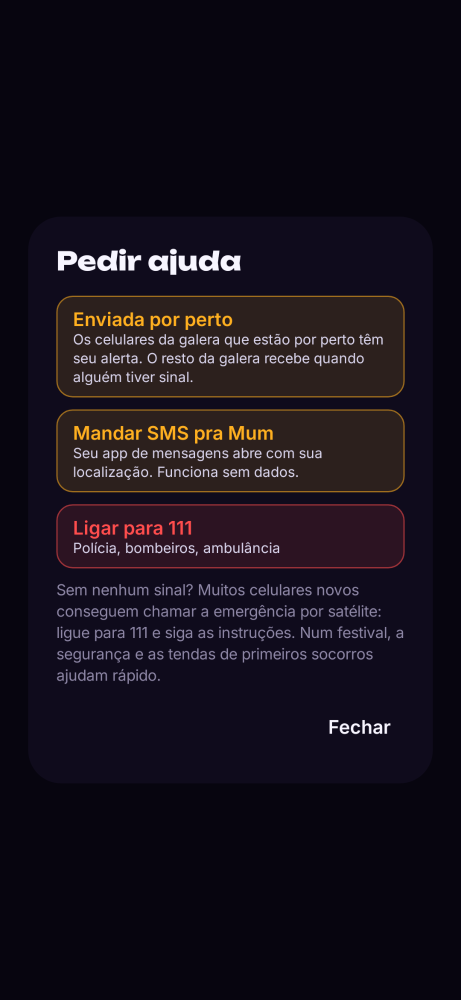 Pedir ajuda
Enviada por perto
Os celulares da galera que estão por perto têm
seu alerta. O resto da galera recebe quando
alguém tiver sinal.
Mandar SMS pra Mum
Seu app de mensagens abre com sua
localização. Funciona sem dados.
Ligar para 111
Polícia, bombeiros, ambulância
Sem nenhum sinal? Muitos celulares novos
conseguem chamar a emergência por satélite:
ligue para 111 e siga as instruções. Num festival, a
segurança e as tendas de primeiros socorros
ajudam rápido.
Fechar